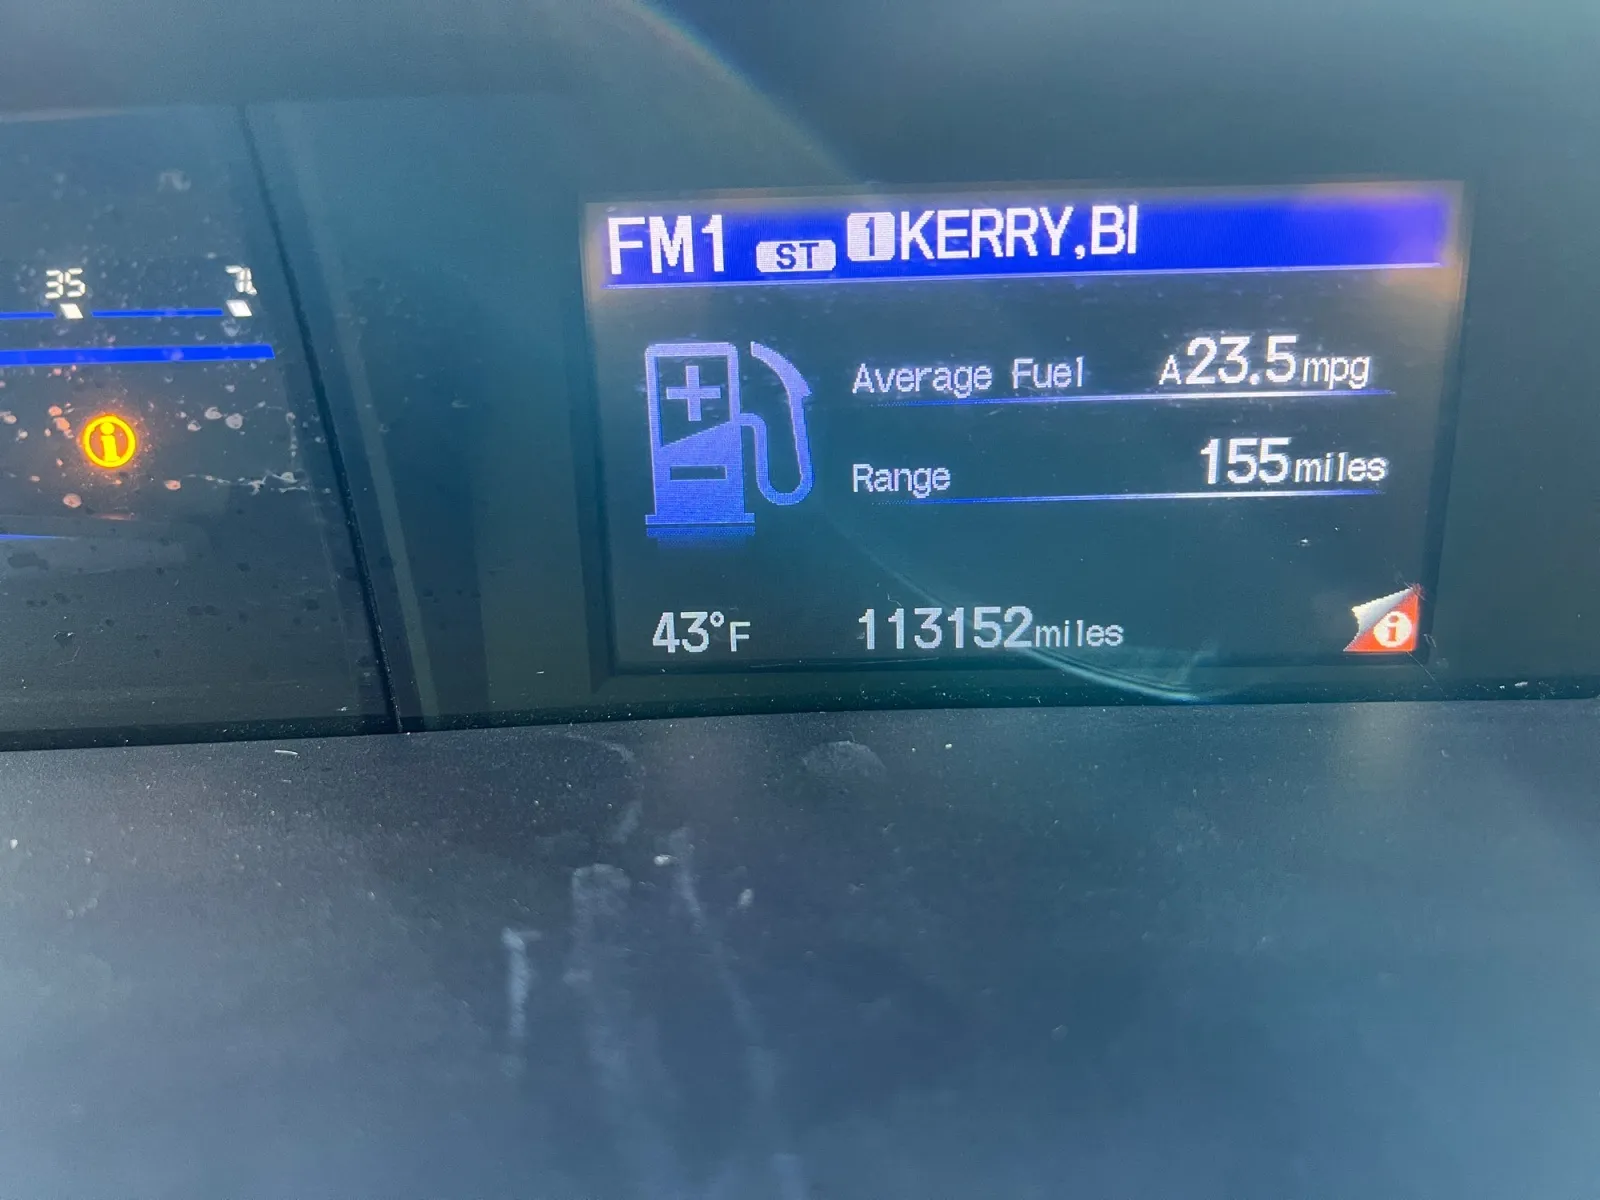 FM1 ST 1 KERRY,BI
35
Average Fuel A23.5mpg
Range 155miles
43°F 113152miles